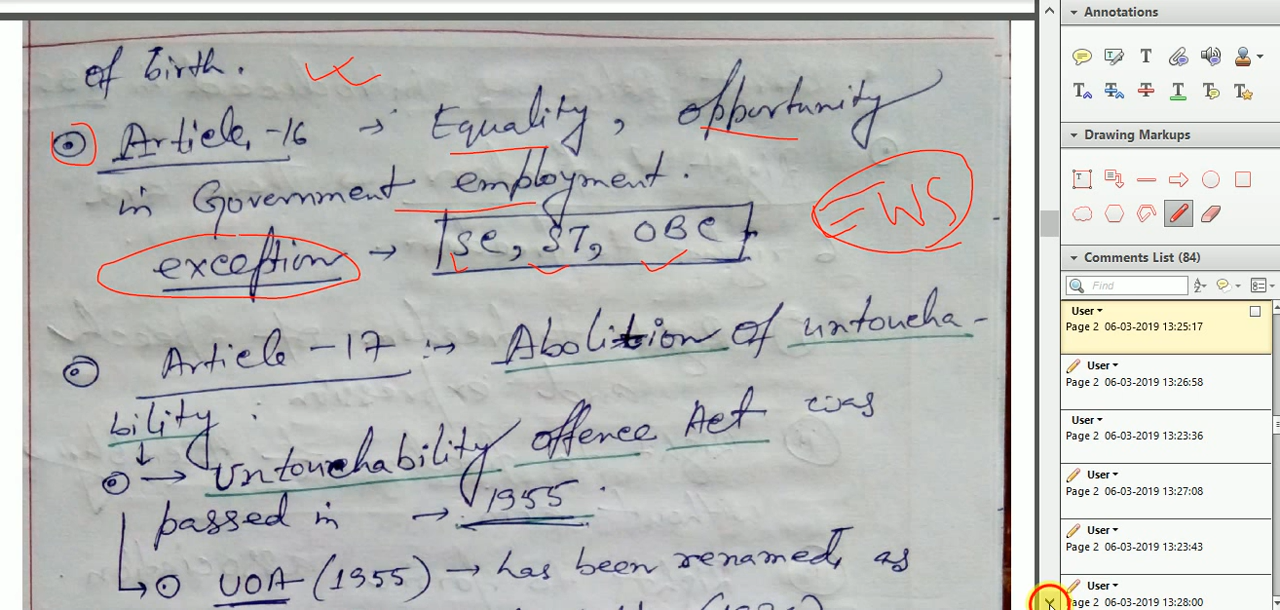 of birth.
Article-16 → Equality, opportunity
in Government employment.
EWS
exception → [SC, ST, OBC]
Article-17 :→ Abolition of untoucha-
bility :
→ Untouchability offence Act was
passed in → 1955.
UOA (1955) → has been renamed, as
Annotations
Drawing Markups
Comments List (84)
Find
User
Page 2 06-03-2019 13:25:17
User
Page 2 06-03-2019 13:26:58
User
Page 2 06-03-2019 13:23:36
User
Page 2 06-03-2019 13:27:08
User
Page 2 06-03-2019 13:23:43
User
Page 2 06-03-2019 13:28:00